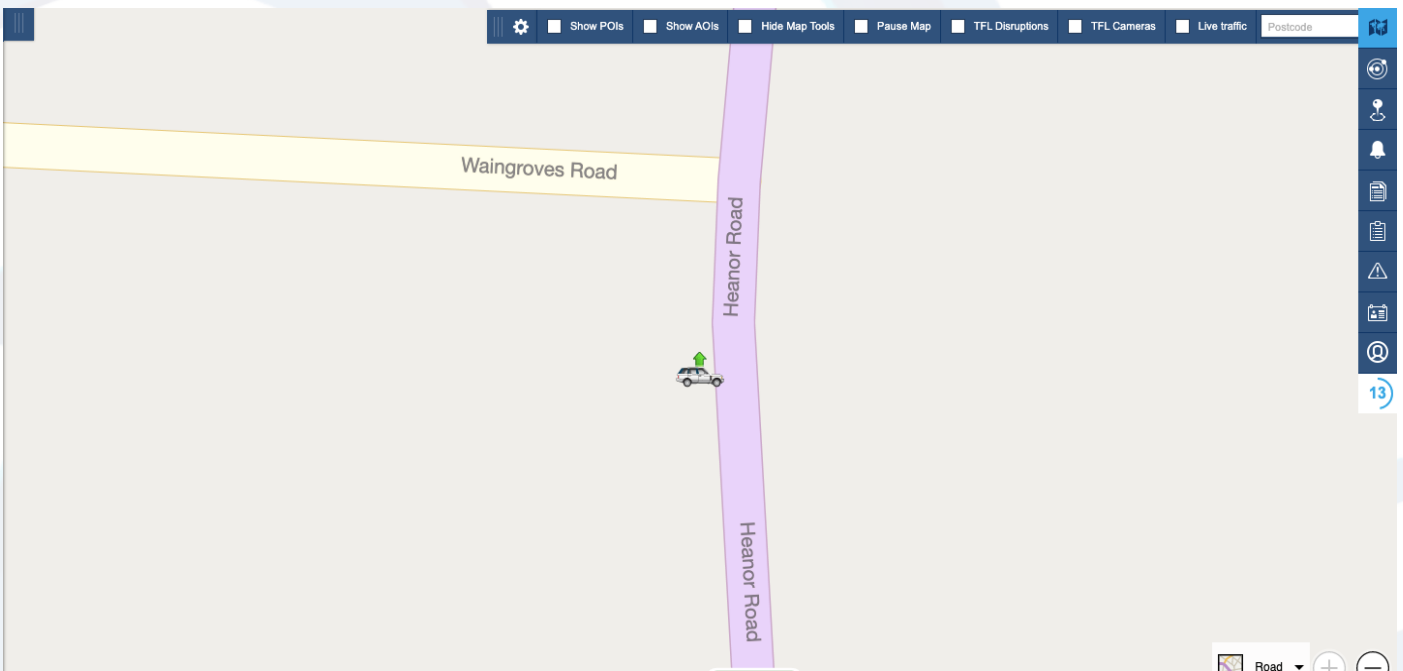 Show POIs
Show AOIs
Hide Map Tools
Pause Map
TFL Disruptions
TFL Cameras
Live traffic
Postcode
Waingroves Road
Heanor Road
13
Heanor Road
Road